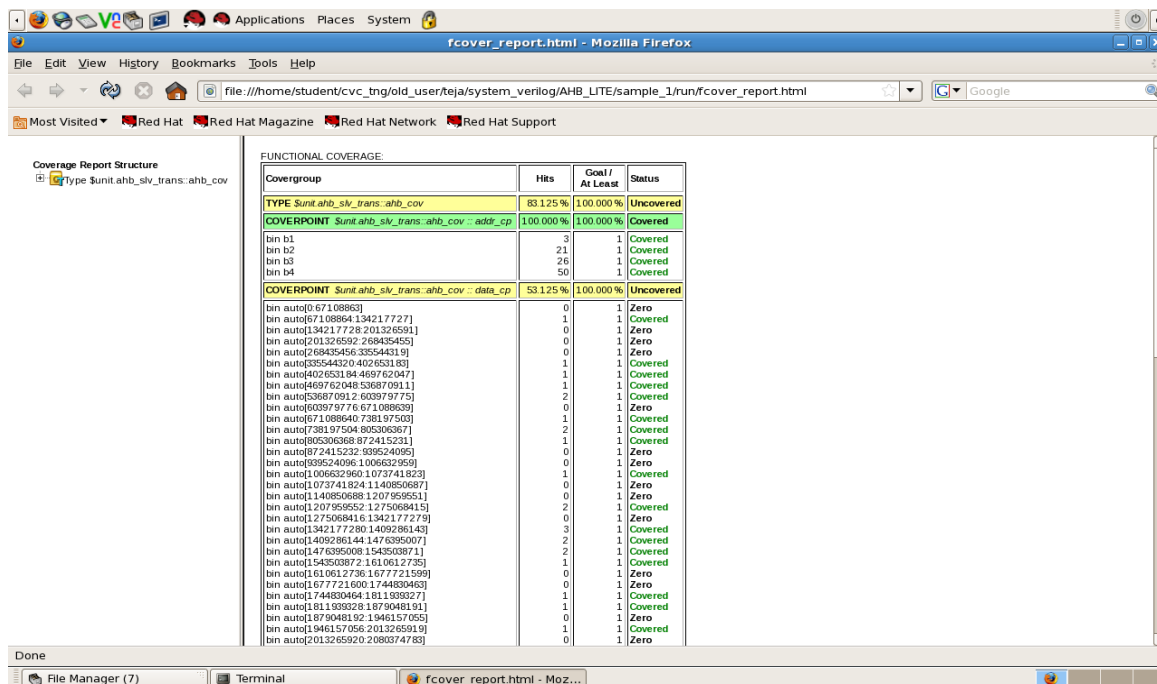 Applications Places System
fcover_report.html - Mozilla Firefox
File Edit View History Bookmarks Tools Help
file:///home/student/cvc_tng/old_user/teja/system_verilog/AHB_LITE/sample_1/run/fcover_report.html
Google
Most Visited Red Hat Red Hat Magazine Red Hat Network Red Hat Support
Coverage Report Structure
Type $unit.ahb_slv_trans::ahb_cov
FUNCTIONAL COVERAGE:
Covergroup Hits Goal / At Least Status
TYPE $unit.ahb_slv_trans::ahb_cov 83.125 % 100.000 % Uncovered
COVERPOINT $unit.ahb_slv_trans::ahb_cov :: addr_cp 100.000 % 100.000 % Covered
bin b1 3 1 Covered
bin b2 21 1 Covered
bin b3 26 1 Covered
bin b4 50 1 Covered
COVERPOINT $unit.ahb_slv_trans::ahb_cov :: data_cp 53.125 % 100.000 % Uncovered
bin auto[0:67108863] 0 1 Zero
bin auto[67108864:134217727] 1 1 Covered
bin auto[134217728:201326591] 0 1 Zero
bin auto[201326592:268435455] 0 1 Zero
bin auto[268435456:335544319] 0 1 Zero
bin auto[335544320:402653183] 1 1 Covered
bin auto[402653184:469762047] 1 1 Covered
bin auto[469762048:536870911] 1 1 Covered
bin auto[536870912:603979775] 2 1 Covered
bin auto[603979776:671088639] 0 1 Zero
bin auto[671088640:738197503] 1 1 Covered
bin auto[738197504:805306367] 2 1 Covered
bin auto[805306368:872415231] 1 1 Covered
bin auto[872415232:939524095] 0 1 Zero
bin auto[939524096:1006632959] 0 1 Zero
bin auto[1006632960:1073741823] 1 1 Covered
bin auto[1073741824:1140850687] 0 1 Zero
bin auto[1140850688:1207959551] 0 1 Zero
bin auto[1207959552:1275068415] 2 1 Covered
bin auto[1275068416:1342177279] 0 1 Zero
bin auto[1342177280:1409286143] 3 1 Covered
bin auto[1409286144:1476395007] 2 1 Covered
bin auto[1476395008:1543503871] 2 1 Covered
bin auto[1543503872:1610612735] 1 1 Covered
bin auto[1610612736:1677721599] 0 1 Zero
bin auto[1677721600:1744830463] 0 1 Zero
bin auto[1744830464:1811939327] 1 1 Covered
bin auto[1811939328:1879048191] 1 1 Covered
bin auto[1879048192:1946157055] 0 1 Zero
bin auto[1946157056:2013265919] 1 1 Covered
bin auto[2013265920:2080374783] 0 1 Zero
Done
File Manager (7) Terminal fcover_report.html - Moz...